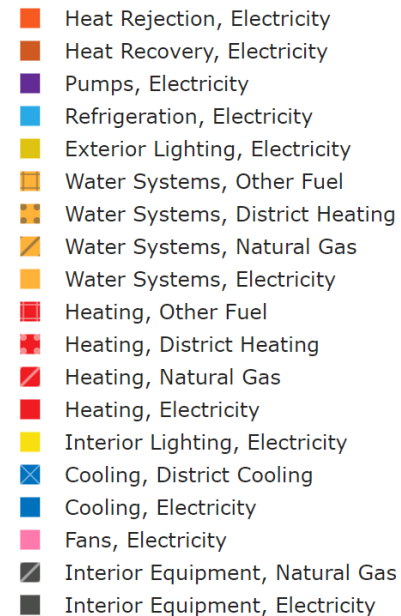 Heat Rejection, Electricity
Heat Recovery, Electricity
Pumps, Electricity
Refrigeration, Electricity
Exterior Lighting, Electricity
Water Systems, Other Fuel
Water Systems, District Heating
Water Systems, Natural Gas
Water Systems, Electricity
Heating, Other Fuel
Heating, District Heating
Heating, Natural Gas
Heating, Electricity
Interior Lighting, Electricity
Cooling, District Cooling
Cooling, Electricity
Fans, Electricity
Interior Equipment, Natural Gas
Interior Equipment, Electricity